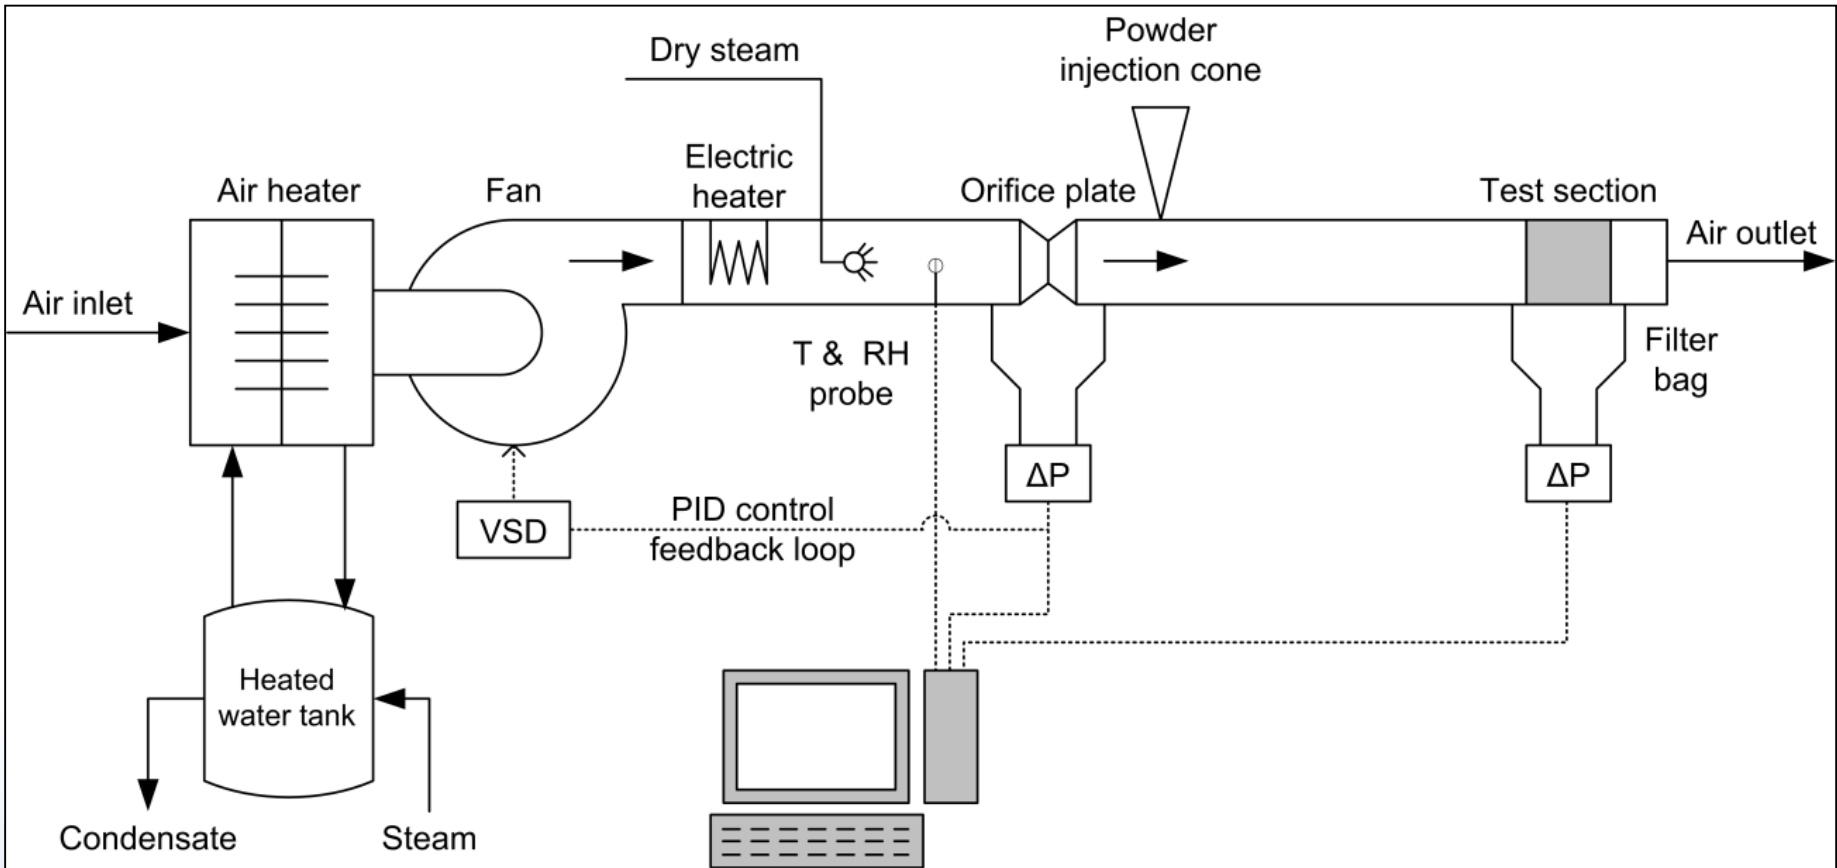 Powder
injection cone
Dry steam
Electric
heater
Air heater
Fan
Orifice plate
Test section
Air outlet
Air inlet
T & RH
probe
Filter
bag
ΔP
ΔP
VSD
PID control
feedback loop
Heated
water tank
Condensate
Steam